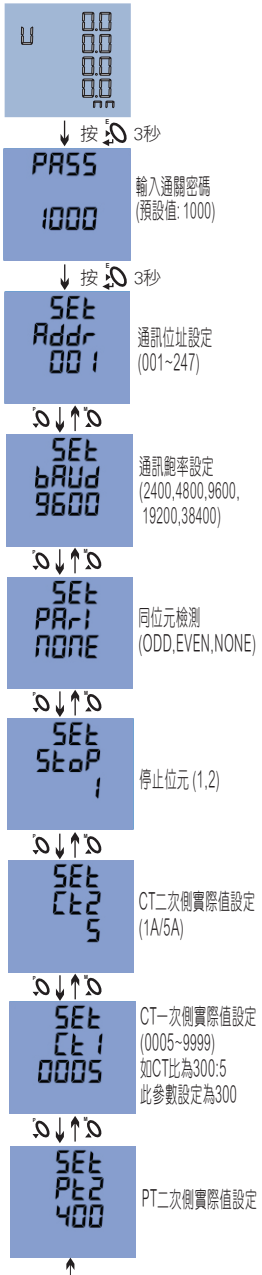 U 0.0
0.0
0.0
0.0
按 E 3秒
PASS
1000
輸入通關密碼
(預設值: 1000)
按 E 3秒
SEt
Addr
001
通訊位址設定
(001~247)
P M
SEt
bAUd
9600
通訊鮑率設定
(2400,4800,9600,
19200,38400)
P M
SEt
PArI
NONE
同位元檢測
(ODD,EVEN,NONE)
P M
SEt
StoP
1
停止位元 (1,2)
P M
SEt
Ct2
5
CT二次側實際值設定
(1A/5A)
P M
SEt
Ct1
0005
CT一次側實際值設定
(0005~9999)
如CT比為300:5
此參數設定為300
P M
SEt
Pt2
400
PT二次側實際值設定